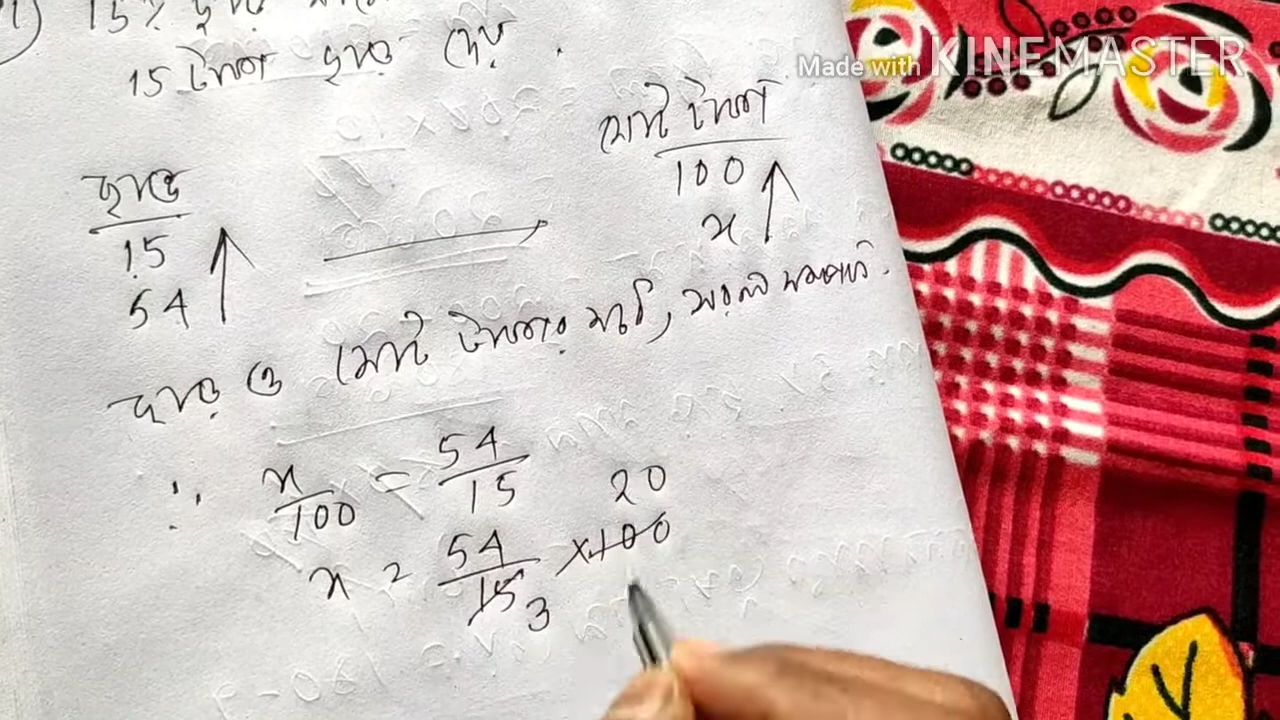 Made with KINEMASTER
15%
15 টাকা ছাড় দেয়
ছাড়
মোট টাকা
15
100
54
x
ছাড় ও মোট টাকার মধ্যে, সরল সম্পর্ক.
∴ x/100 = 54/15
20
x = 54/15 × 100
3